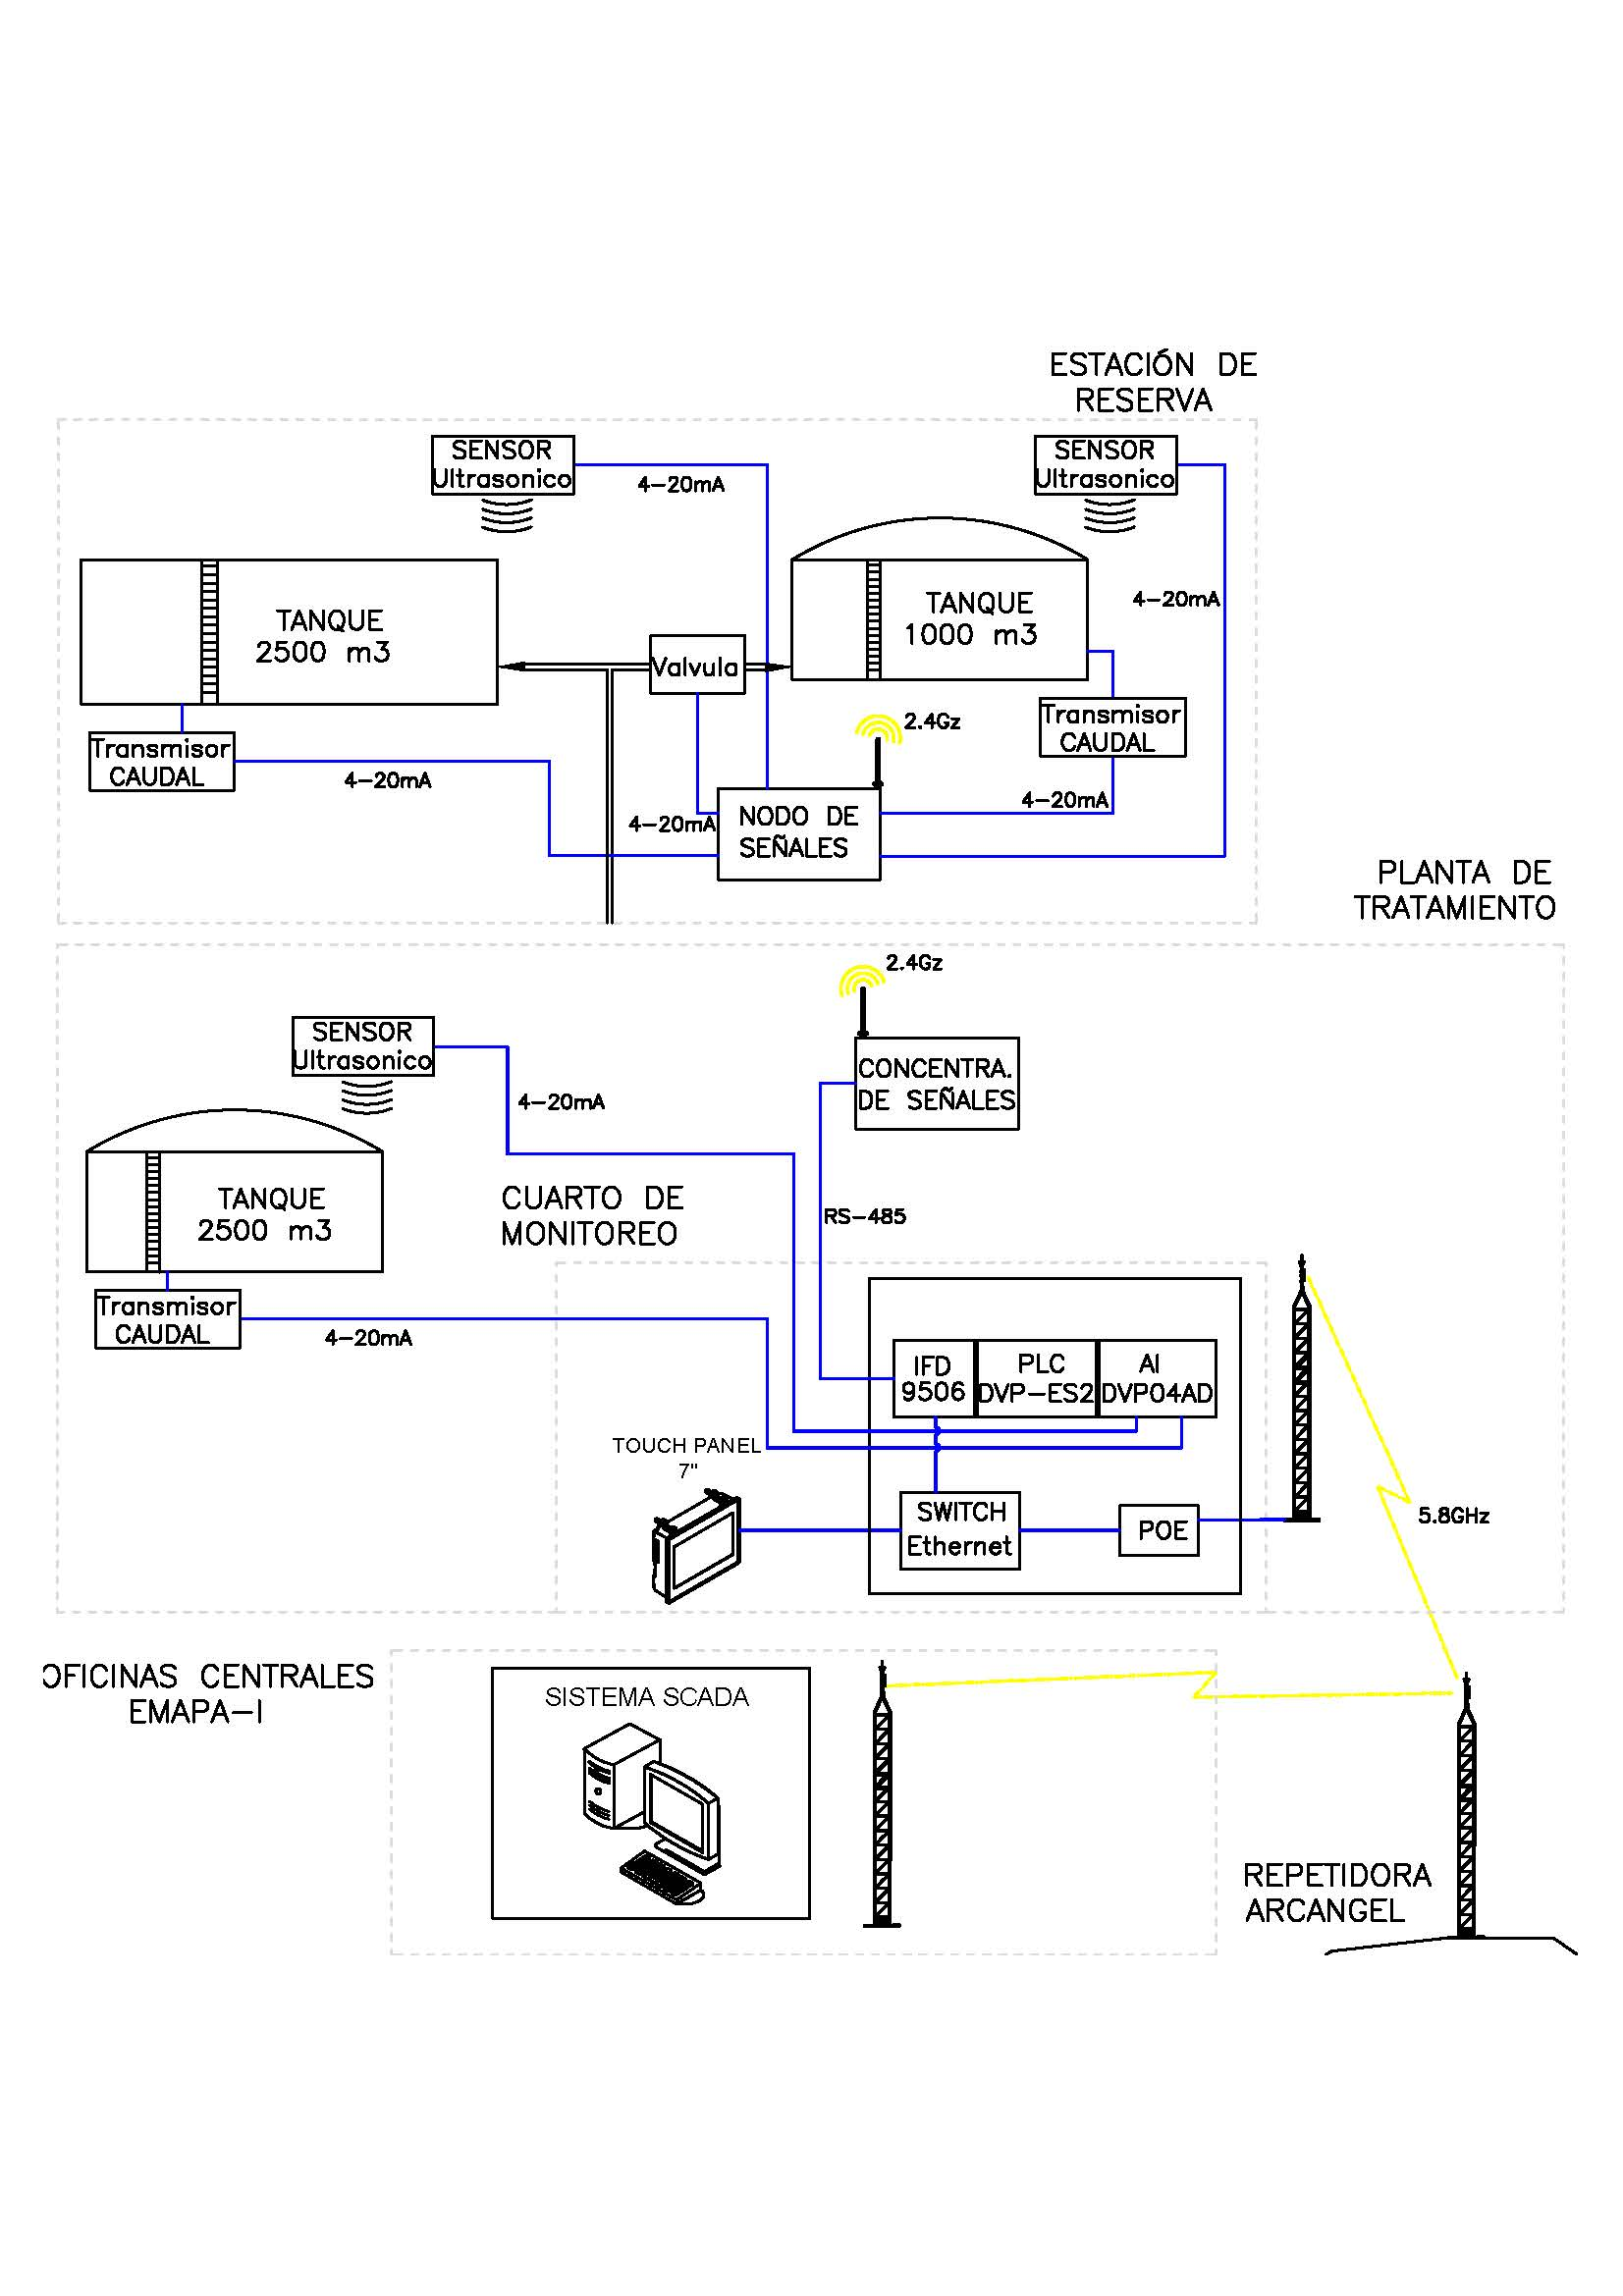 ESTACIÓN DE
RESERVA
SENSOR
Ultrasonico
4-20mA
SENSOR
Ultrasonico
4-20mA
TANQUE
2500 m3
Valvula
TANQUE
1000 m3
Transmisor
CAUDAL
4-20mA
4-20mA
2.4Gz
NODO DE
SEÑALES
Transmisor
CAUDAL
4-20mA
PLANTA DE
TRATAMIENTO
2.4Gz
SENSOR
Ultrasonico
4-20mA
CONCENTRA.
DE SEÑALES
TANQUE
2500 m3
CUARTO DE
MONITOREO
RS-485
Transmisor
CAUDAL
4-20mA
IFD
9506
PLC
DVP-ES2
AI
DVP04AD
TOUCH PANEL
7"
SWITCH
Ethernet
POE
5.8GHz
OFICINAS CENTRALES
EMAPA-I
SISTEMA SCADA
REPETIDORA
ARCANGEL